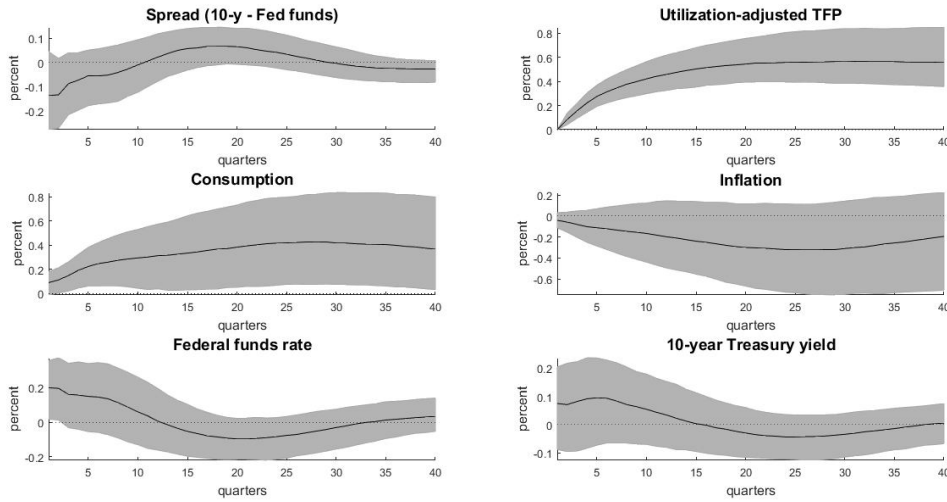 Spread (10-y - Fed funds)
percent
0.1
0
-0.1
-0.2
5 10 15 20 25 30 35 40
quarters
Utilization-adjusted TFP
percent
0.8
0.6
0.4
0.2
0
5 10 15 20 25 30 35 40
quarters
Consumption
percent
0.8
0.6
0.4
0.2
0
5 10 15 20 25 30 35 40
quarters
Inflation
percent
0.2
0
-0.2
-0.4
-0.6
5 10 15 20 25 30 35 40
quarters
Federal funds rate
percent
0.2
0
-0.2
5 10 15 20 25 30 35 40
quarters
10-year Treasury yield
percent
0.2
0.1
0
-0.1
5 10 15 20 25 30 35 40
quarters